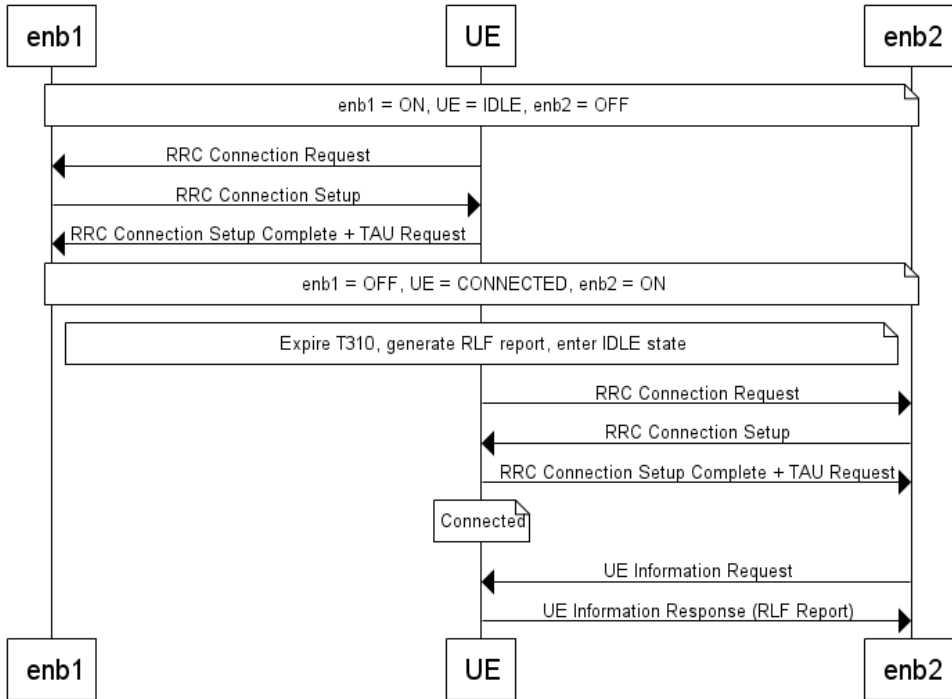 enb1
UE
enb2
enb1 = ON, UE = IDLE, enb2 = OFF
RRC Connection Request
RRC Connection Setup
RRC Connection Setup Complete + TAU Request
enb1 = OFF, UE = CONNECTED, enb2 = ON
Expire T310, generate RLF report, enter IDLE state
RRC Connection Request
RRC Connection Setup
RRC Connection Setup Complete + TAU Request
Connected
UE Information Request
UE Information Response (RLF Report)
enb1
UE
enb2